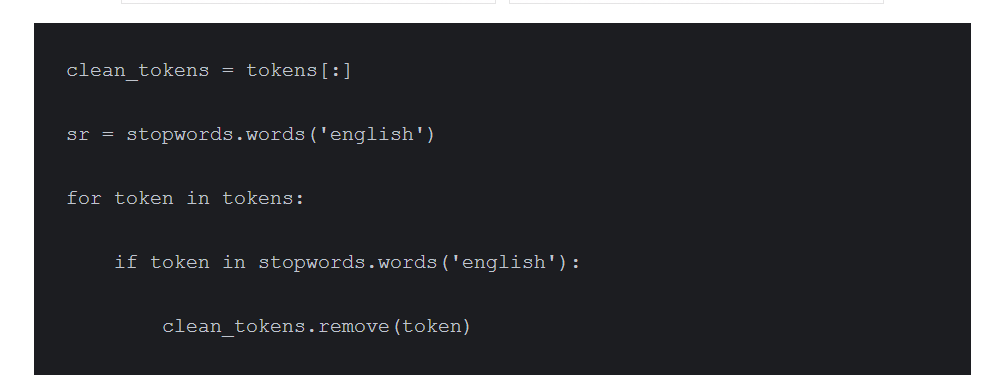 clean_tokens = tokens[:]
sr = stopwords.words('english')
for token in tokens:
    if token in stopwords.words('english'):
        clean_tokens.remove(token)